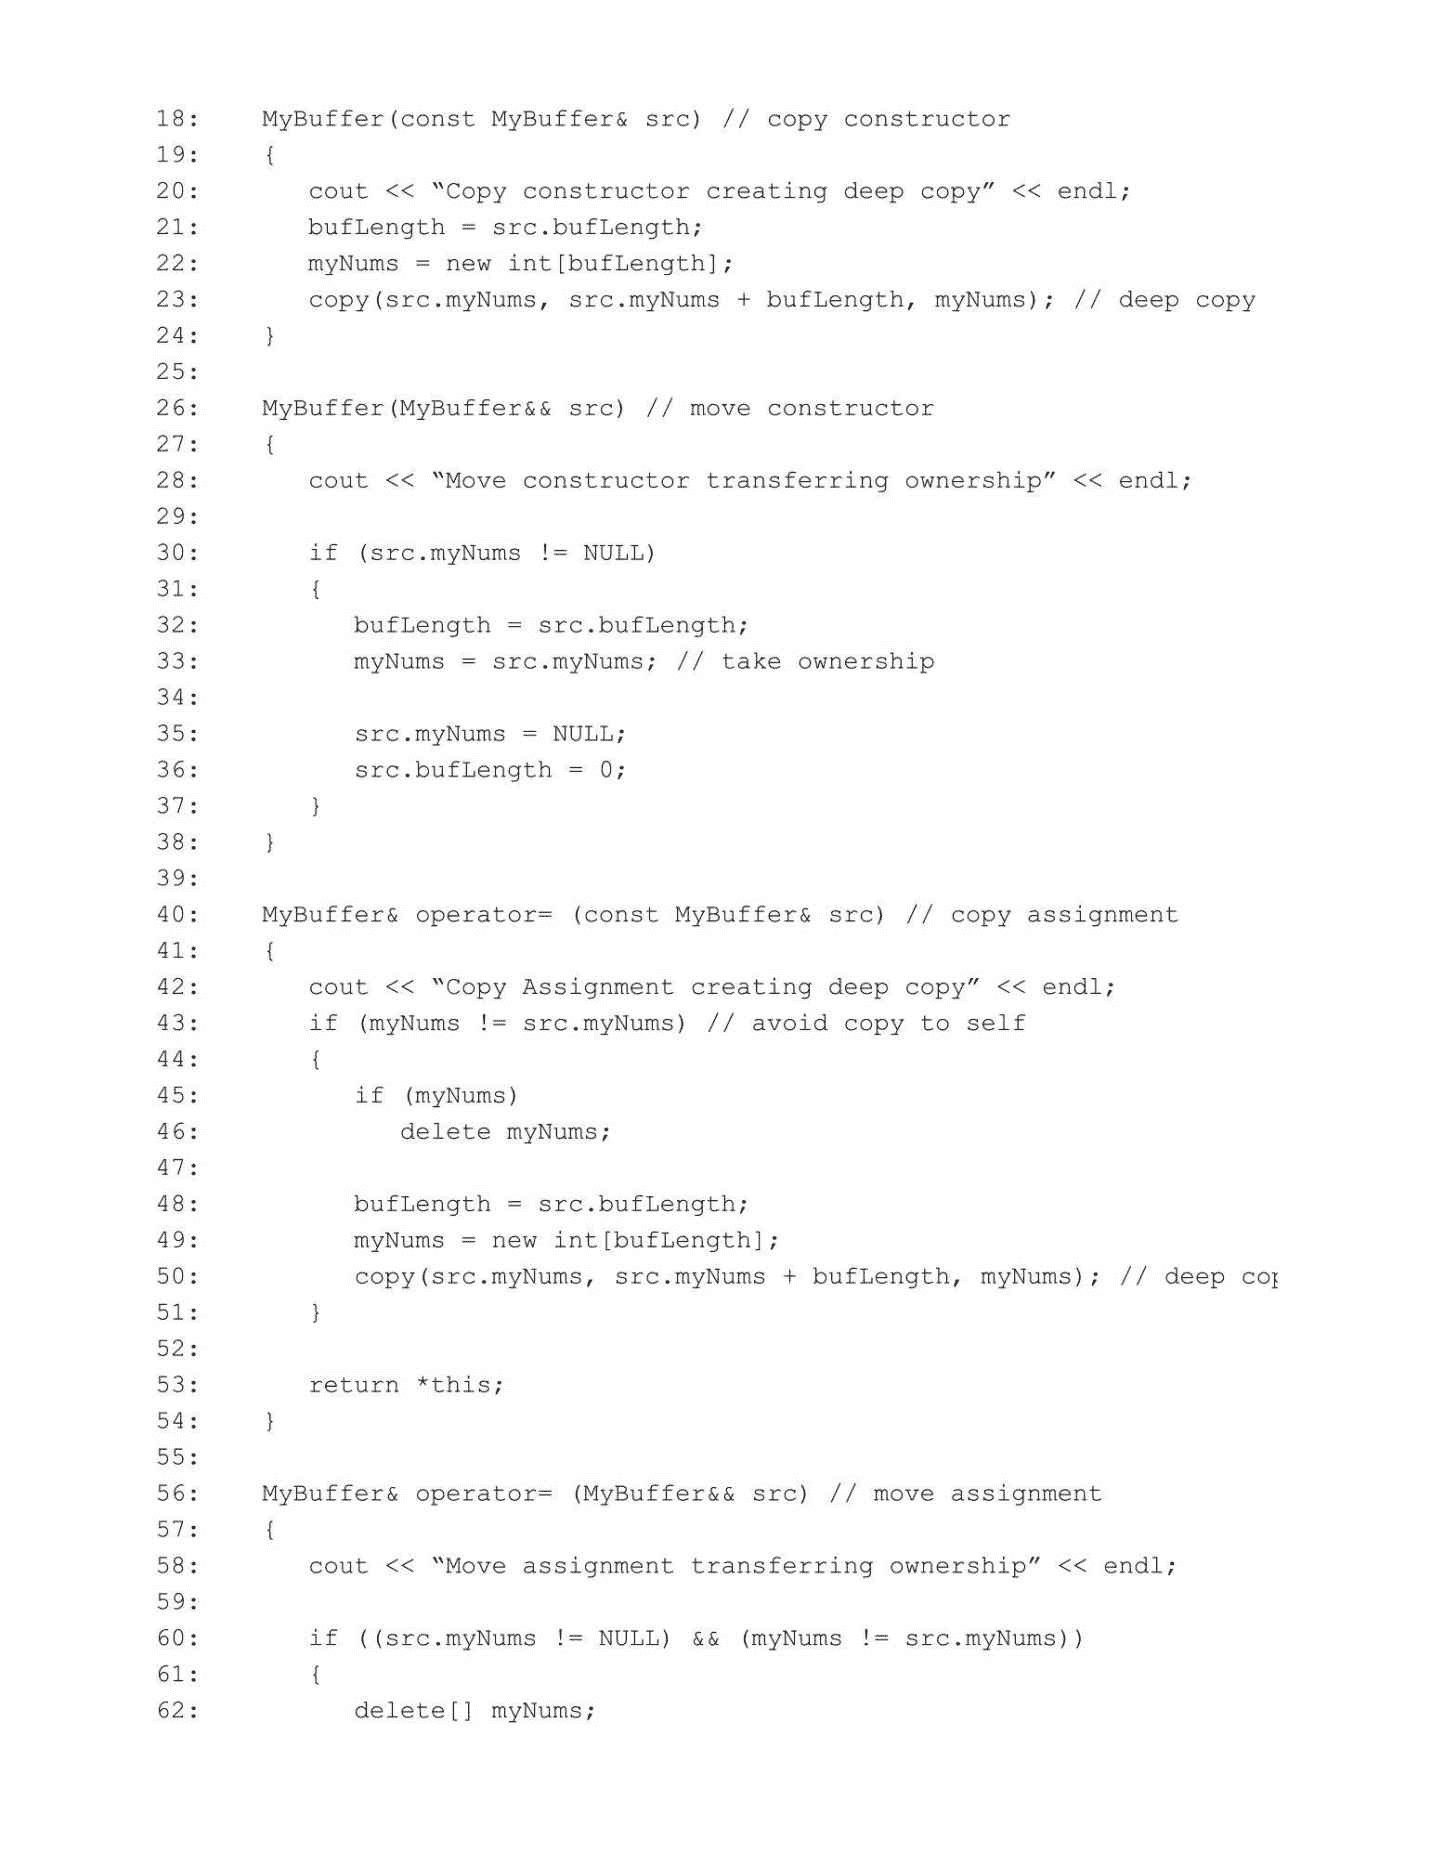 18:    MyBuffer(const MyBuffer& src) // copy constructor
19:    {
20:       cout << “Copy constructor creating deep copy” << endl;
21:       bufLength = src.bufLength;
22:       myNums = new int[bufLength];
23:       copy(src.myNums, src.myNums + bufLength, myNums); // deep copy
24:    }
25:
26:    MyBuffer(MyBuffer&& src) // move constructor
27:    {
28:       cout << “Move constructor transferring ownership” << endl;
29:
30:       if (src.myNums != NULL)
31:       {
32:          bufLength = src.bufLength;
33:          myNums = src.myNums; // take ownership
34:
35:          src.myNums = NULL;
36:          src.bufLength = 0;
37:       }
38:    }
39:
40:    MyBuffer& operator= (const MyBuffer& src) // copy assignment
41:    {
42:       cout << “Copy Assignment creating deep copy” << endl;
43:       if (myNums != src.myNums) // avoid copy to self
44:       {
45:          if (myNums)
46:             delete myNums;
47:
48:          bufLength = src.bufLength;
49:          myNums = new int[bufLength];
50:          copy(src.myNums, src.myNums + bufLength, myNums); // deep
51:       }
52:
53:       return *this;
54:    }
55:
56:    MyBuffer& operator= (MyBuffer&& src) // move assignment
57:    {
58:       cout << “Move assignment transferring ownership” << endl;
59:
60:       if ((src.myNums != NULL) && (myNums != src.myNums))
61:       {
62:          delete[] myNums;